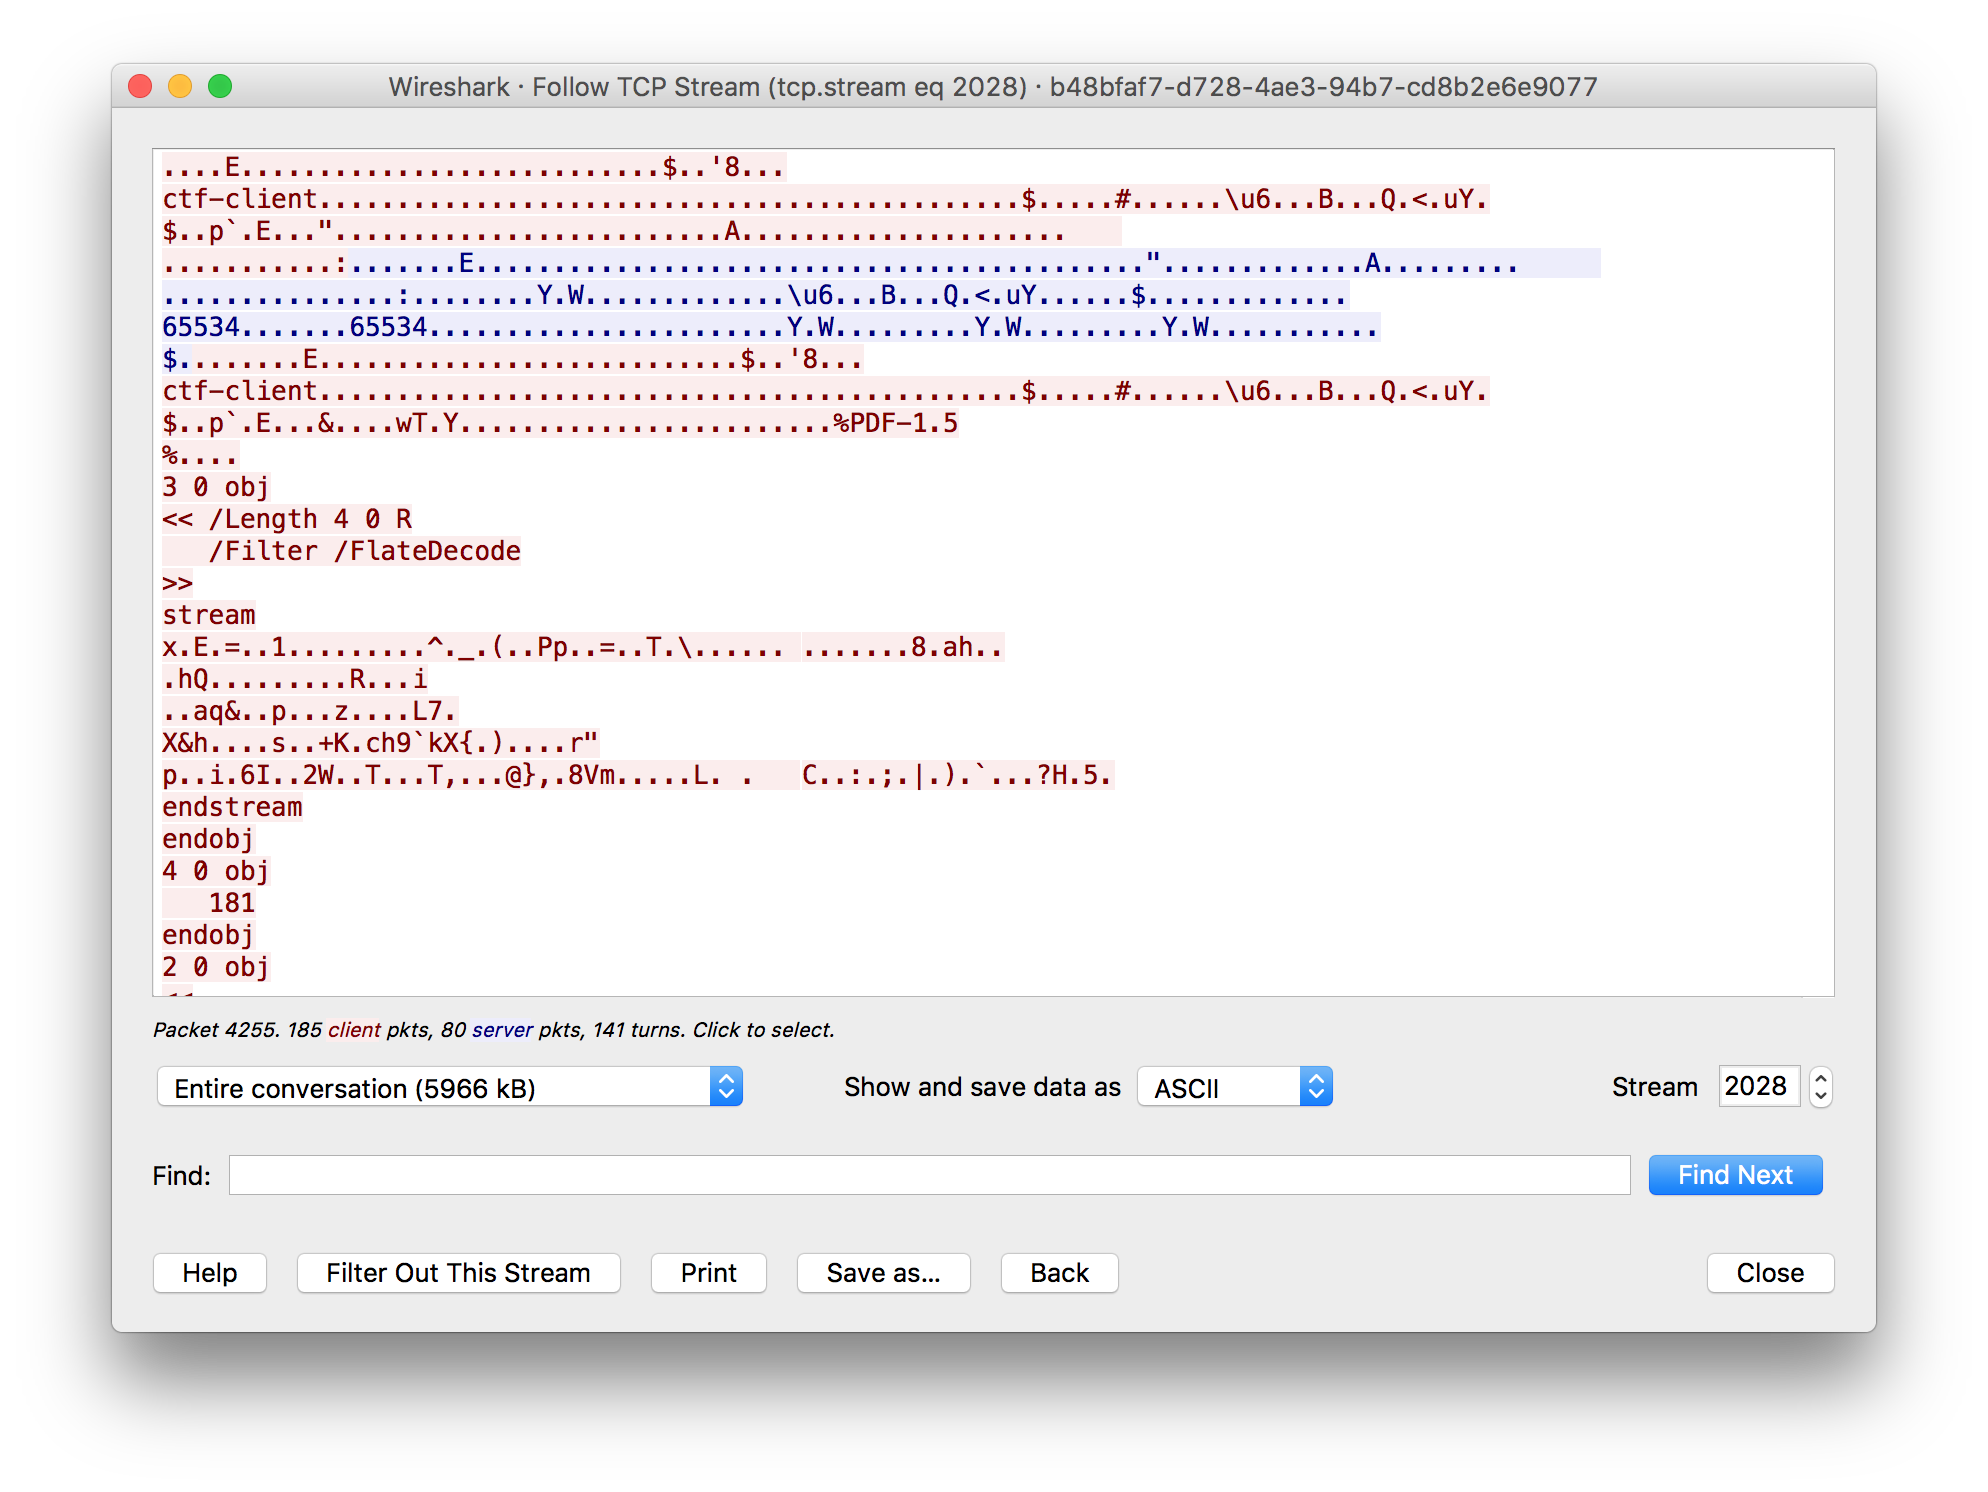 Wireshark · Follow TCP Stream (tcp.stream eq 2028) · b48bfaf7-d728-4ae3-94b7-cd8b2e6e9077
....E...........................$..'8...
ctf-client.............................................$.....#......\u6...B...Q.<.uY.
$..p`.E...".........................A.....................
...........:.......E...........................................".............A.........
...............:........Y.W.............\u6...B...Q.<.uY......$.............
65534.......65534.......................Y.W.........Y.W.........Y.W...........
$........E...........................$..'8...
ctf-client.............................................$.....#......\u6...B...Q.<.uY.
$..p`.E...&....wT.Y........................%PDF-1.5
%....
3 0 obj
<< /Length 4 0 R
   /Filter /FlateDecode
>>
stream
x.E.=..1.........^._.(..Pp..=..T.\...... .......8.ah..
.hQ.........R...i
..aq&..p...z....L7.
X&h....s..+K.ch9`kX{.)....r"
p..i.6I..2W..T...T,...@},.8Vm.....L. .   C..:.;.|.).`...?H.5.
endstream
endobj
4 0 obj
   181
endobj
2 0 obj
<<
Packet 4255. 185 client pkts, 80 server pkts, 141 turns. Click to select.
Entire conversation (5966 kB) Show and save data as ASCII Stream 2028
Find: Find Next
Help Filter Out This Stream Print Save as... Back Close